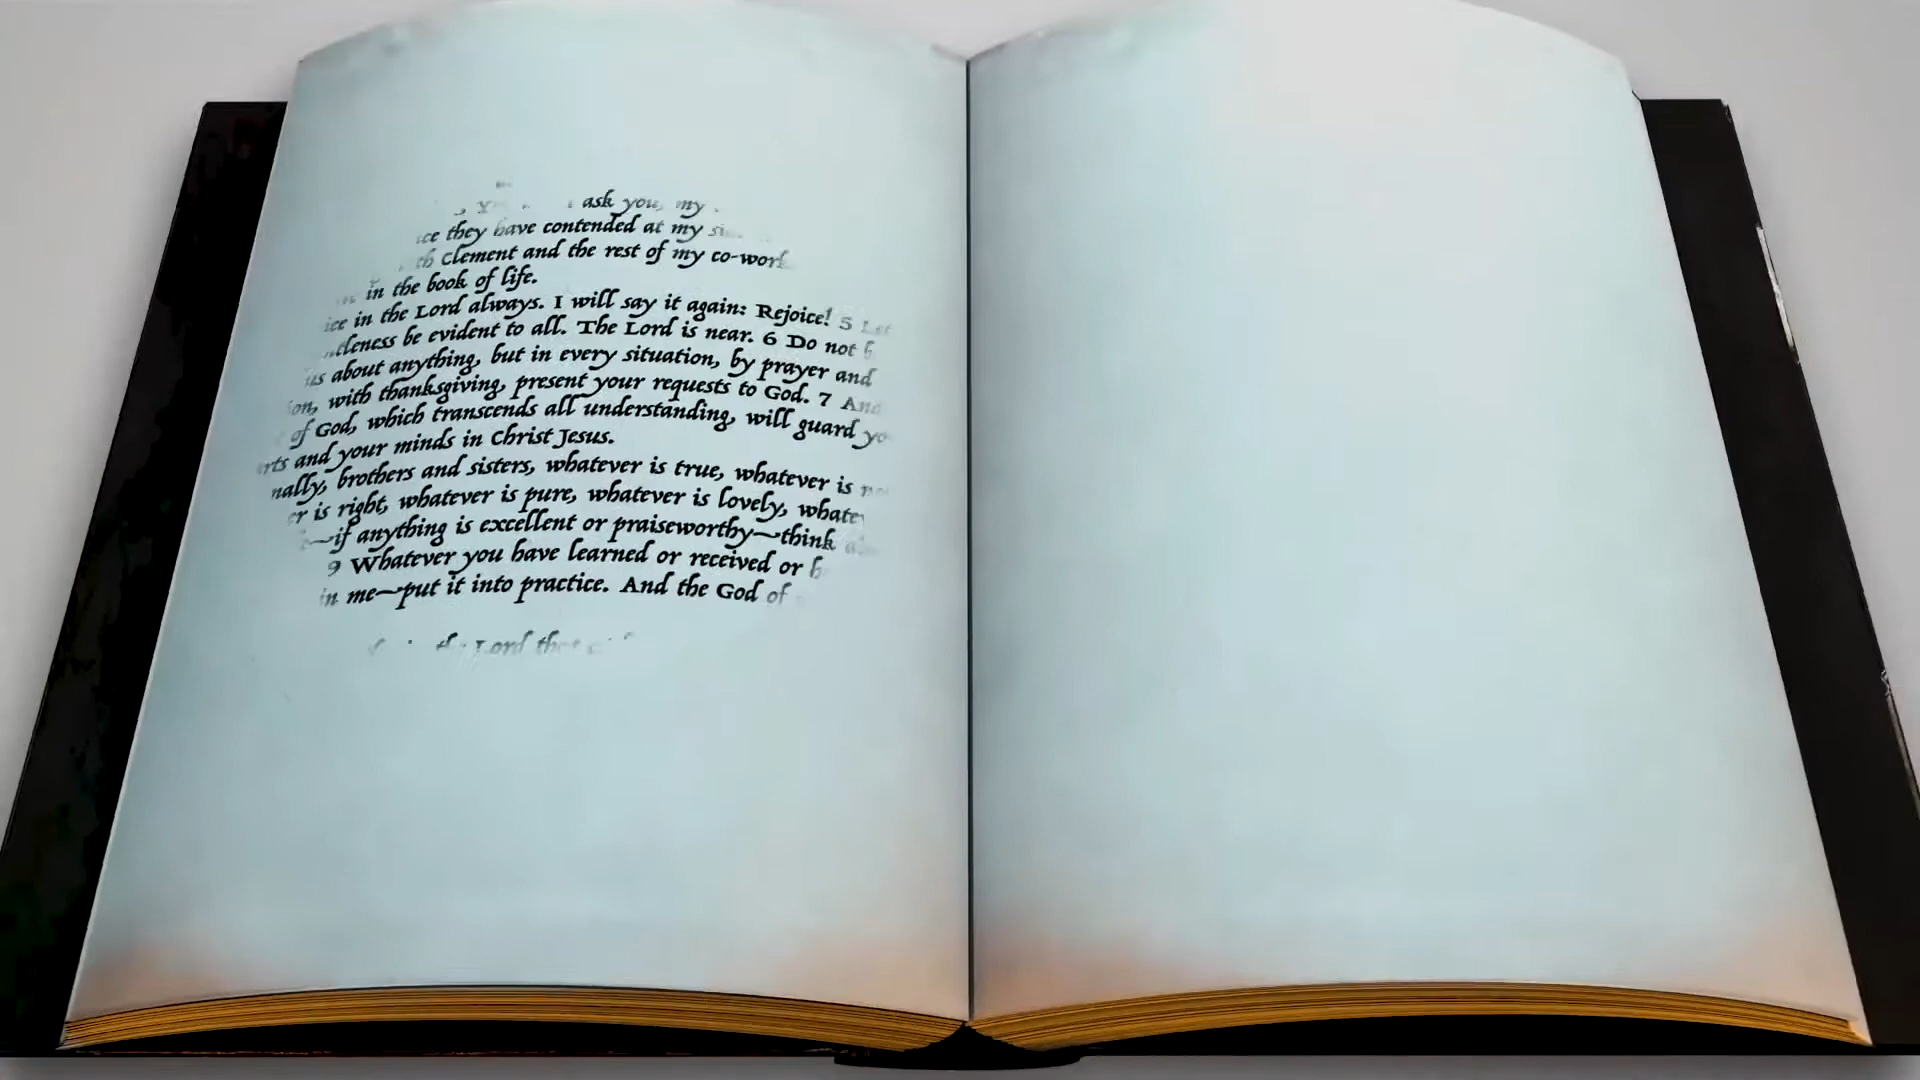 ask you, my
they have contended at my
Clement and the rest of my
in the book of life.
in the Lord always. I will say it again: Rejoice! 5 Let
be evident to all. The Lord is near. 6 Do not
about anything, but in every situation, by prayer and
with thanksgiving, present your requests to God. 7 And
of God, which transcends all understanding, will guard
and your minds in Christ Jesus.
brothers and sisters, whatever is true, whatever is
is right, whatever is pure, whatever is lovely,
—if anything is excellent or praiseworthy—think
9 Whatever you have learned or received or
in me—put it into practice. And the God of
Lord